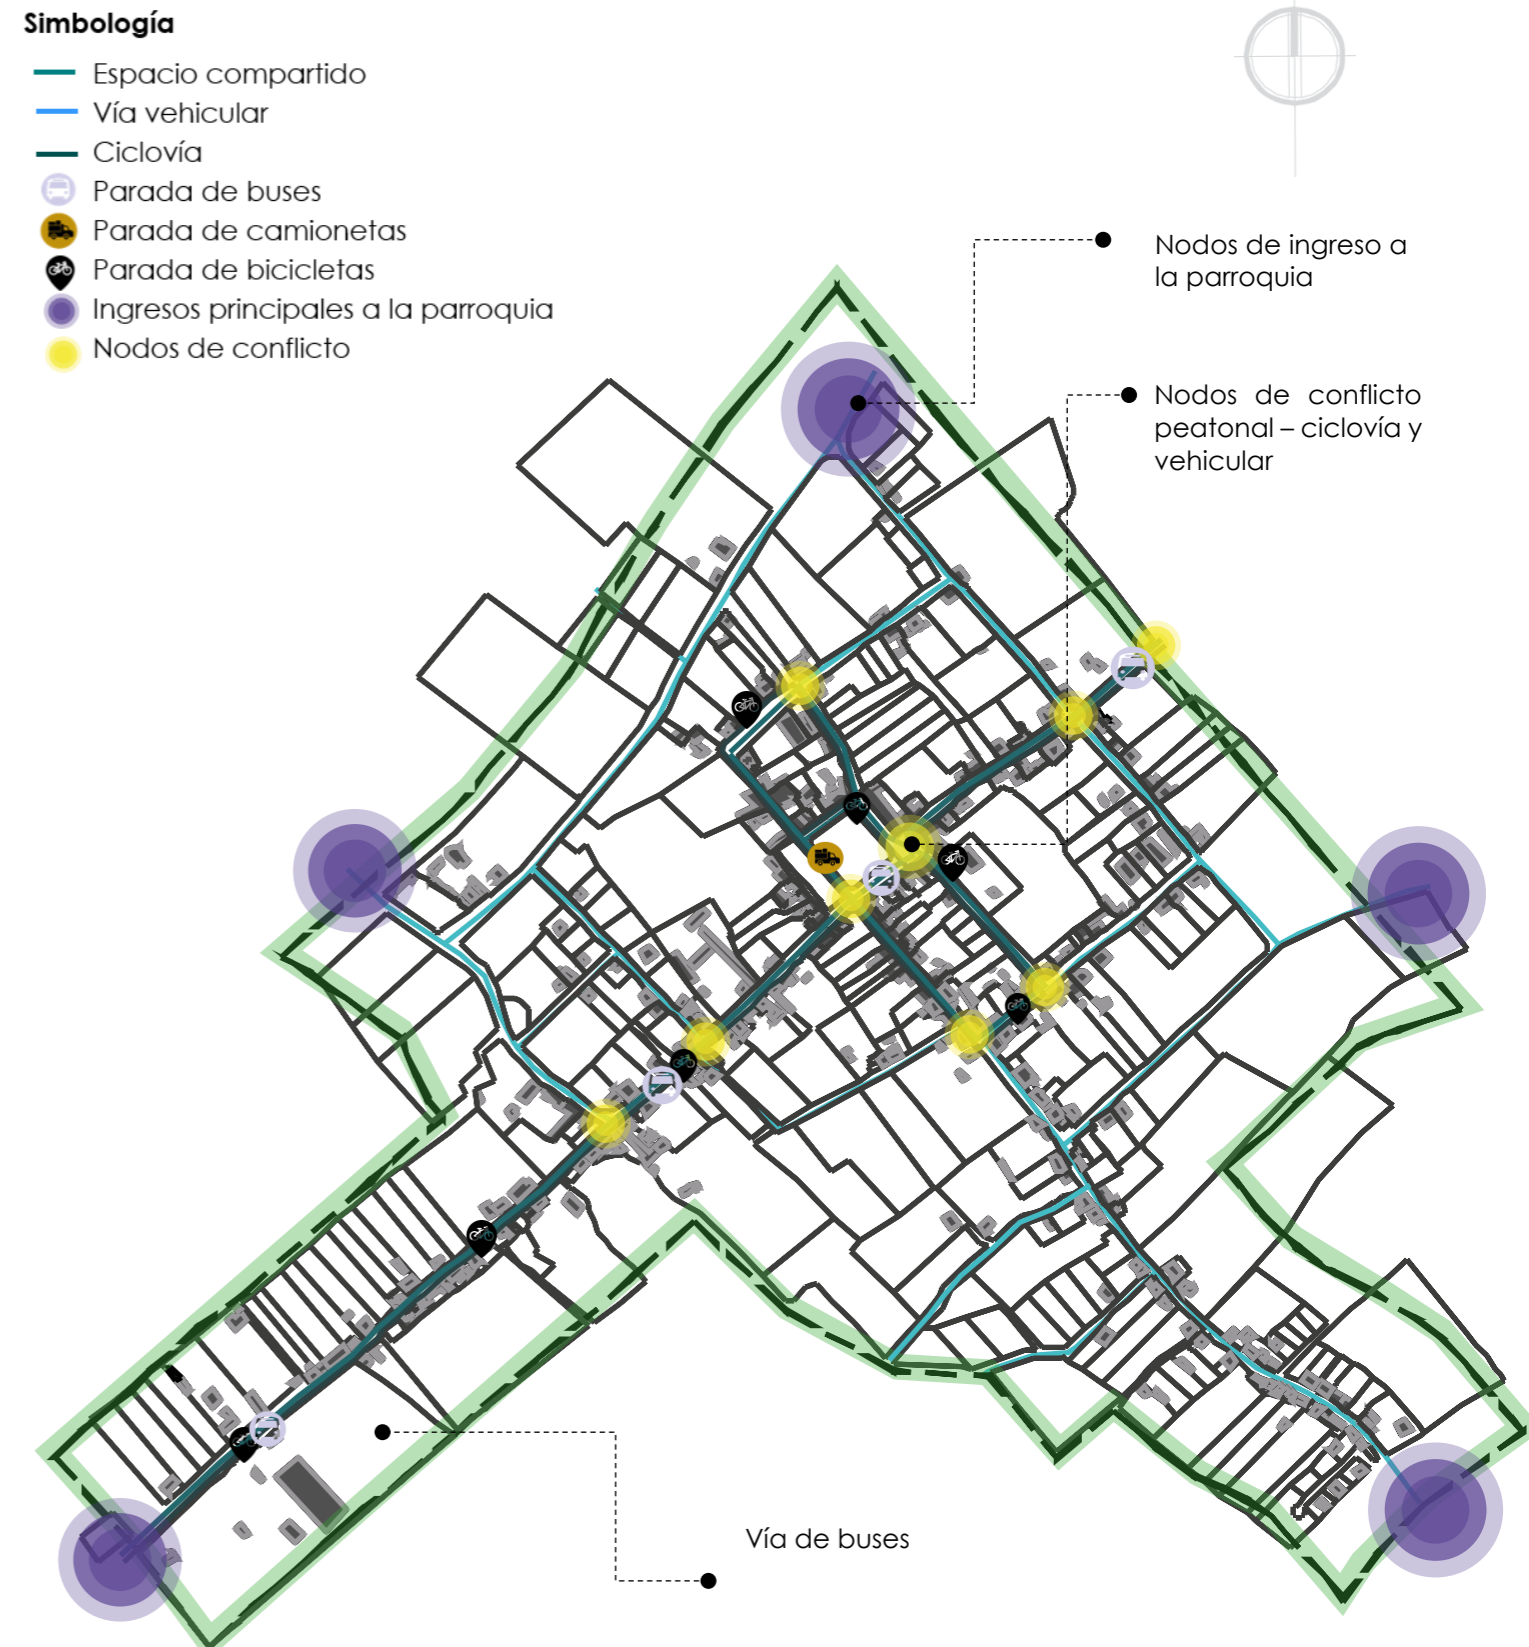 Simbología
Espacio compartido
Vía vehicular
Ciclovía
Parada de buses
Parada de camionetas
Parada de bicicletas
Ingresos principales a la parroquia
Nodos de conflicto
Nodos de ingreso a
la parroquia
Nodos de conflicto
peatonal – ciclovía y
vehicular
Vía de buses